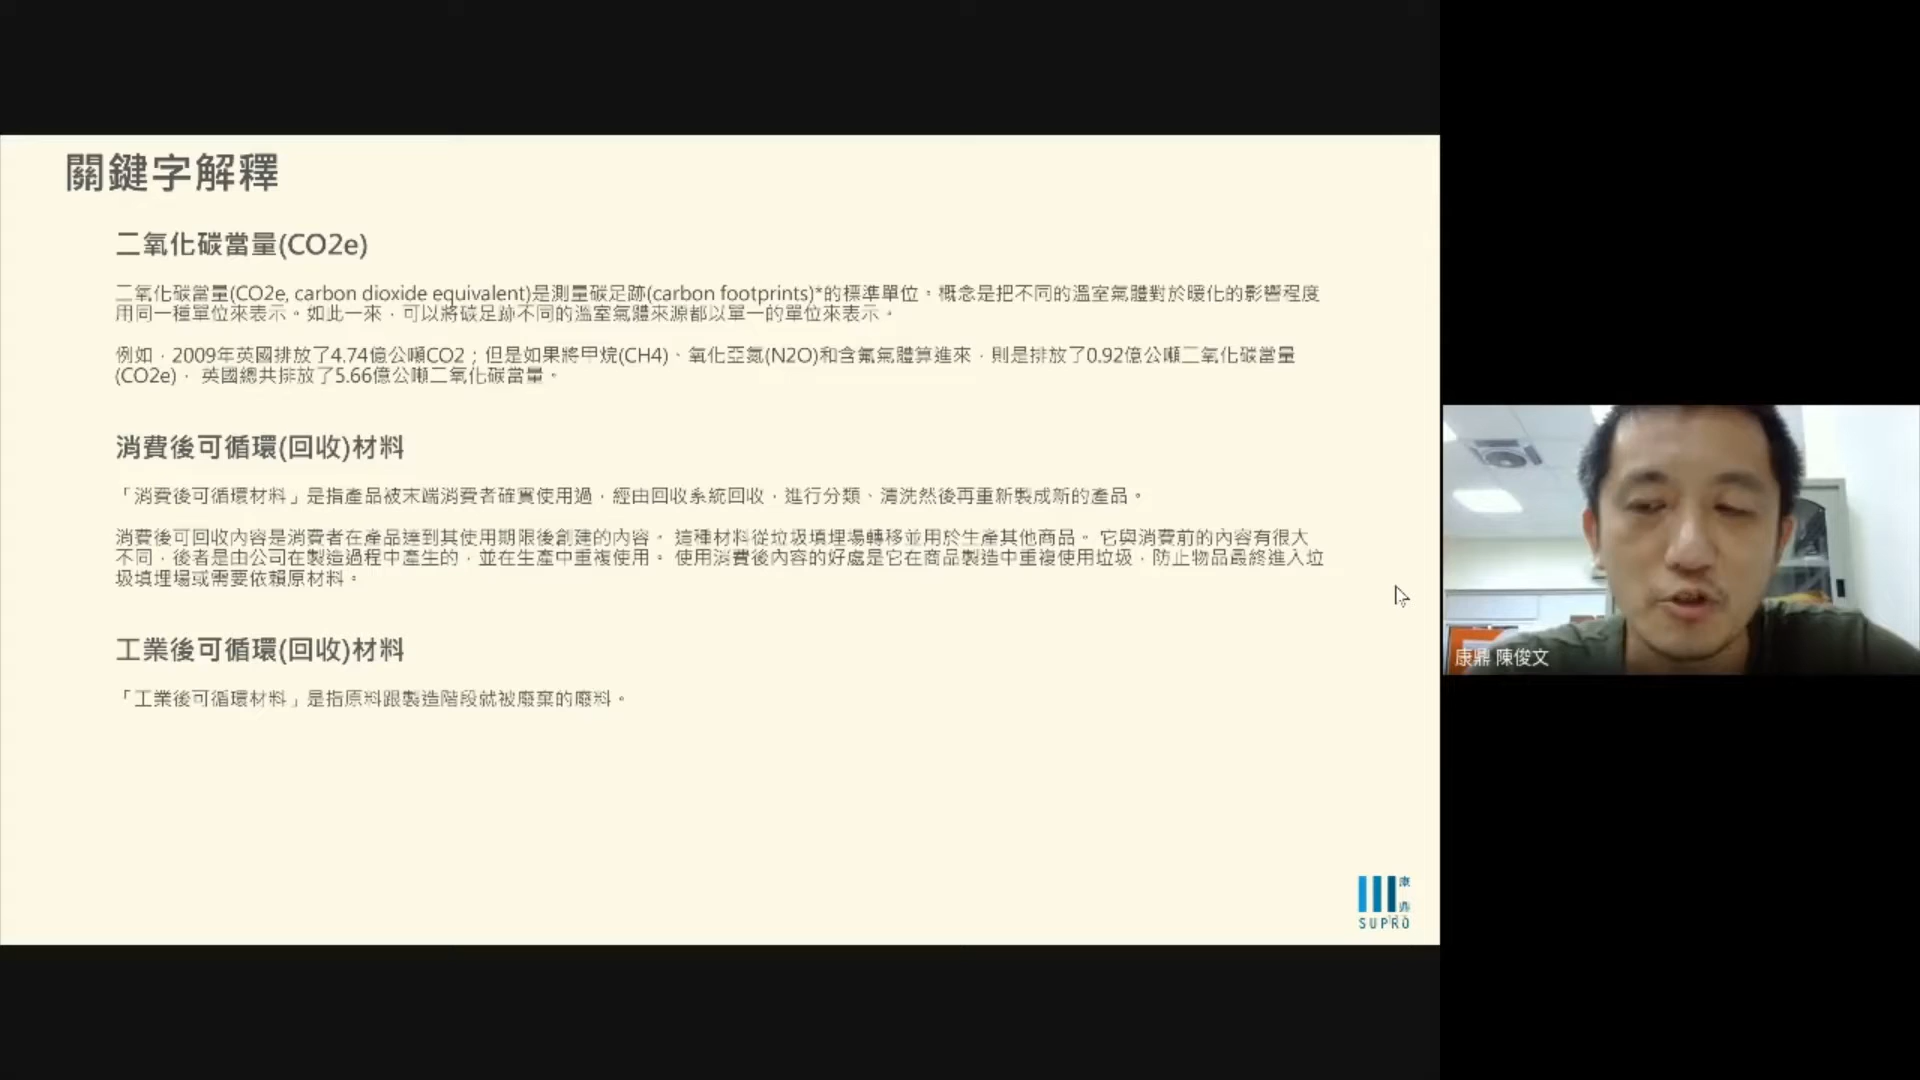 關鍵字解釋
二氧化碳當量(CO2e)
二氧化碳當量(CO2e, carbon dioxide equivalent)是測量碳足跡(carbon footprints)*的標準單位，概念是把不同的溫室氣體對於暖化的影響程度
用同一種單位來表示。如此一來，可以將碳足跡不同的溫室氣體來源都以單一的單位來表示。
例如，2009年英國排放了4.74億公噸CO2；但是如果將甲烷(CH4)、氧化亞氮(N2O)和含氟氣體算進來，則是排放了0.92億公噸二氧化碳當量
(CO2e)， 英國總共排放了5.66億公噸二氧化碳當量。
消費後可循環(回收)材料
「消費後可循環材料」是指產品被末端消費者確實使用過，經由回收系統回收，進行分類、清洗然後再重新製成新的產品。
消費後可回收內容是消費者在產品達到其使用期限後創建的內容。 這種材料從垃圾填埋場轉移並用於生產其他商品。 它與消費前的內容有很大
不同，後者是由公司在製造過程中產生的，並在生產中重複使用。 使用消費後內容的好處是它在商品製造中重複使用垃圾，防止物品最終進入垃
圾填埋場或需要依賴原材料。
工業後可循環(回收)材料
「工業後可循環材料」是指原料跟製造階段就被廢棄的廢料。
康鼎
SUPRO
康鼎 陳俊文